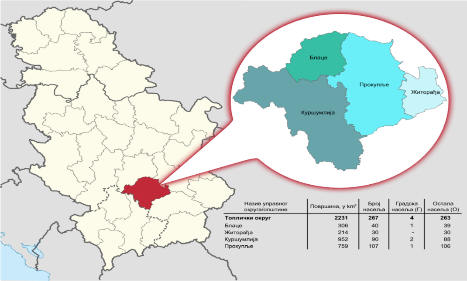 Блаце
Прокупље
Житорађа
Куршумлија
Назив управног округа/општине Површина, у km² Број насеља Градска насеља (Г) Остала насеља (О)
Топлички округ 2231 267 4 263
Блаце 306 40 1 39
Житорађа 214 30 - 30
Куршумлија 952 90 2 88
Прокупље 759 107 1 106